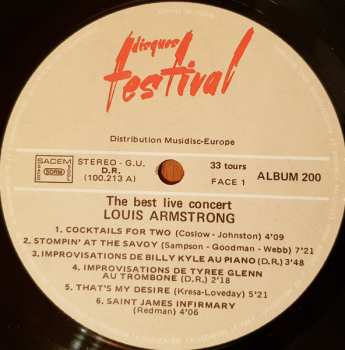 disques
festival
Distribution Musidisc-Europe
SACEM
SDRM
STEREO - G.U.
D.R.
(100.213 A)
33 tours
FACE 1
ALBUM 200
The best live concert
LOUIS ARMSTRONG
1. COCKTAILS FOR TWO (Coslow - Johnston) 4'09
2. STOMPIN' AT THE SAVOY (Sampson - Goodman - Webb) 7'21
3. IMPROVISATIONS DE BILLY KYLE AU PIANO (D.R.) 3'48
4. IMPROVISATIONS DE TYREE GLENN
AU TROMBONE (D.R.) 2'18
5. THAT'S MY DESIRE (Kresa-Loveday) 5'21
6. SAINT JAMES INFIRMARY
(Redman) 4'06